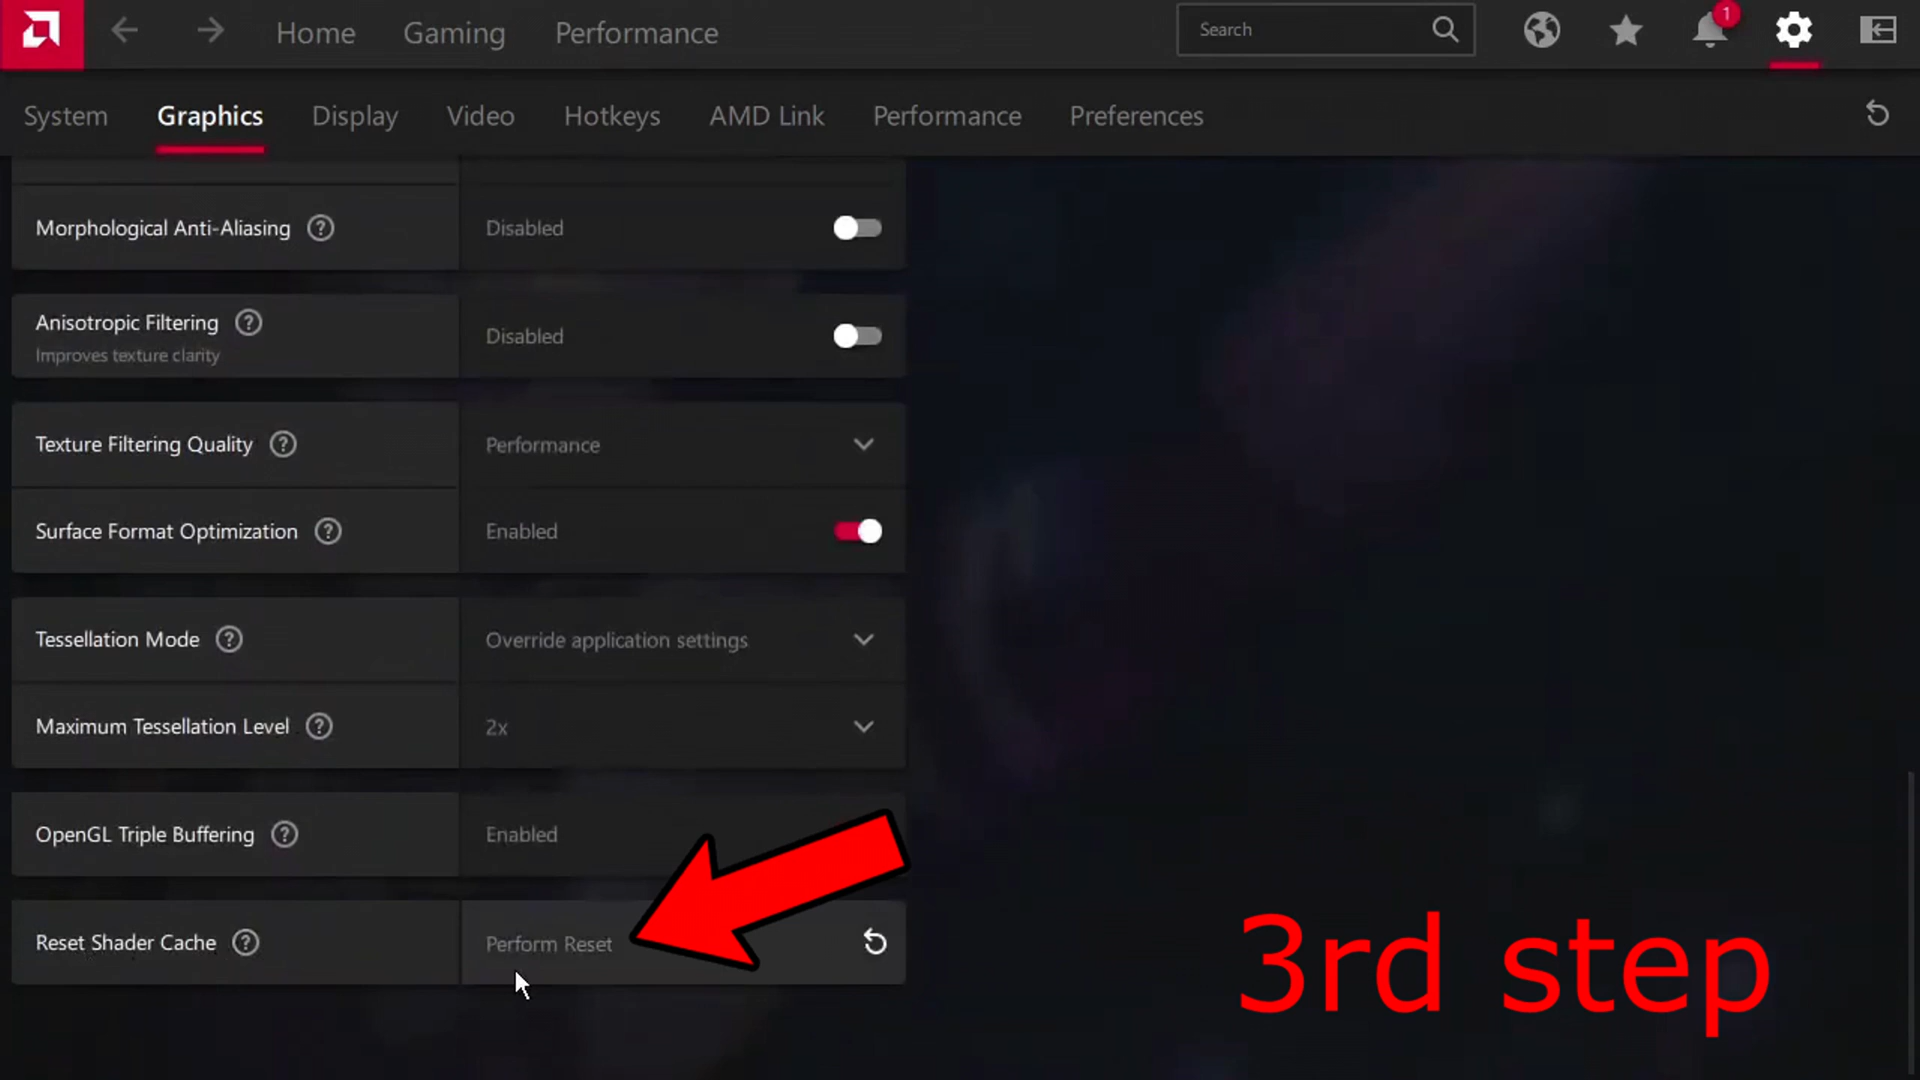 Home
Gaming
Performance
Search
1
System
Graphics
Display
Video
Hotkeys
AMD Link
Performance
Preferences
Morphological Anti-Aliasing ?
Disabled
Anisotropic Filtering ?
Improves texture clarity
Disabled
Texture Filtering Quality ?
Performance
Surface Format Optimization ?
Enabled
Tessellation Mode ?
Override application settings
Maximum Tessellation Level ?
2x
OpenGL Triple Buffering ?
Enabled
Reset Shader Cache ?
Perform Reset
3rd step